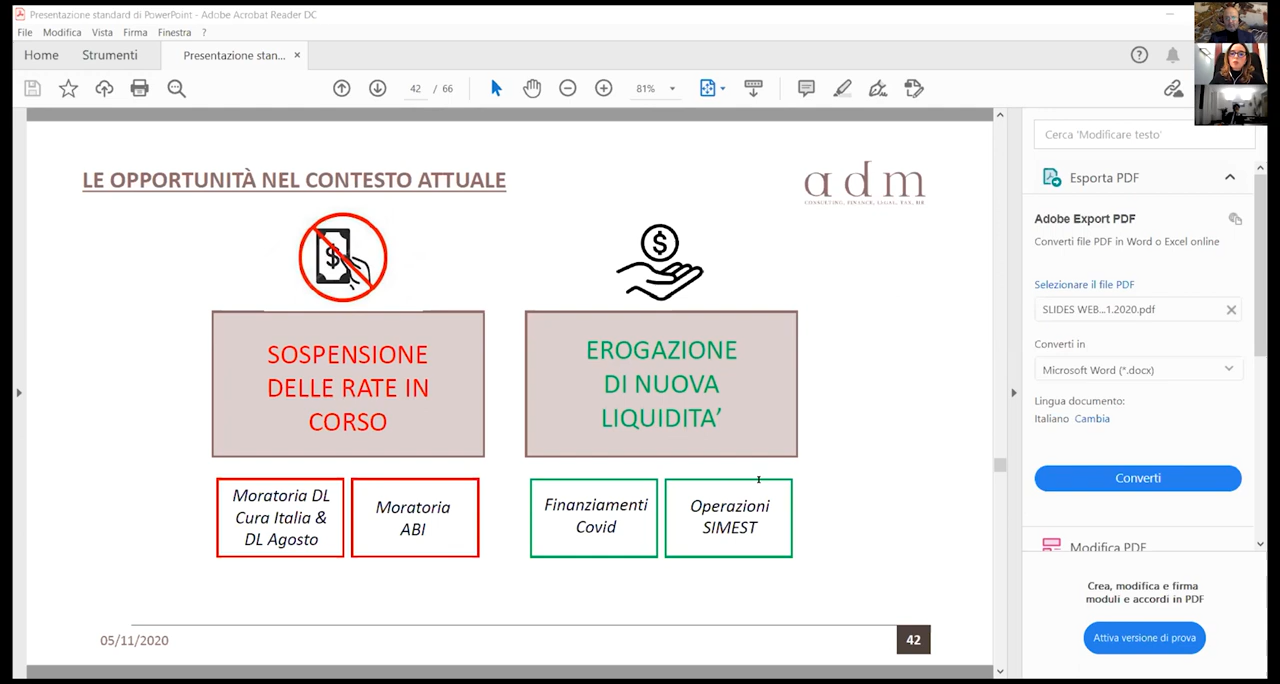 Presentazione standard di PowerPoint - Adobe Acrobat Reader DC
File Modifica Vista Firma Finestra ?
Home Strumenti Presentazione stan... ×
42 / 66 81%
Cerca 'Modificare testo'
LE OPPORTUNITÀ NEL CONTESTO ATTUALE
adm
CONSULTING, FINANCE, LEGAL, TAX, HR
$
$
SOSPENSIONE
DELLE RATE IN
CORSO
EROGAZIONE
DI NUOVA
LIQUIDITA’
Moratoria DL
Cura Italia &
DL Agosto
Moratoria
ABI
Finanziamenti
Covid
Operazioni
SIMEST
05/11/2020
42
Esporta PDF
Adobe Export PDF
Converti file PDF in Word o Excel online
Selezionare il file PDF
SLIDES WEB...1.2020.pdf
Converti in
Microsoft Word (*.docx)
Lingua documento:
Italiano Cambia
Converti
Modifica PDF
Crea, modifica e firma
moduli e accordi in PDF
Attiva versione di prova